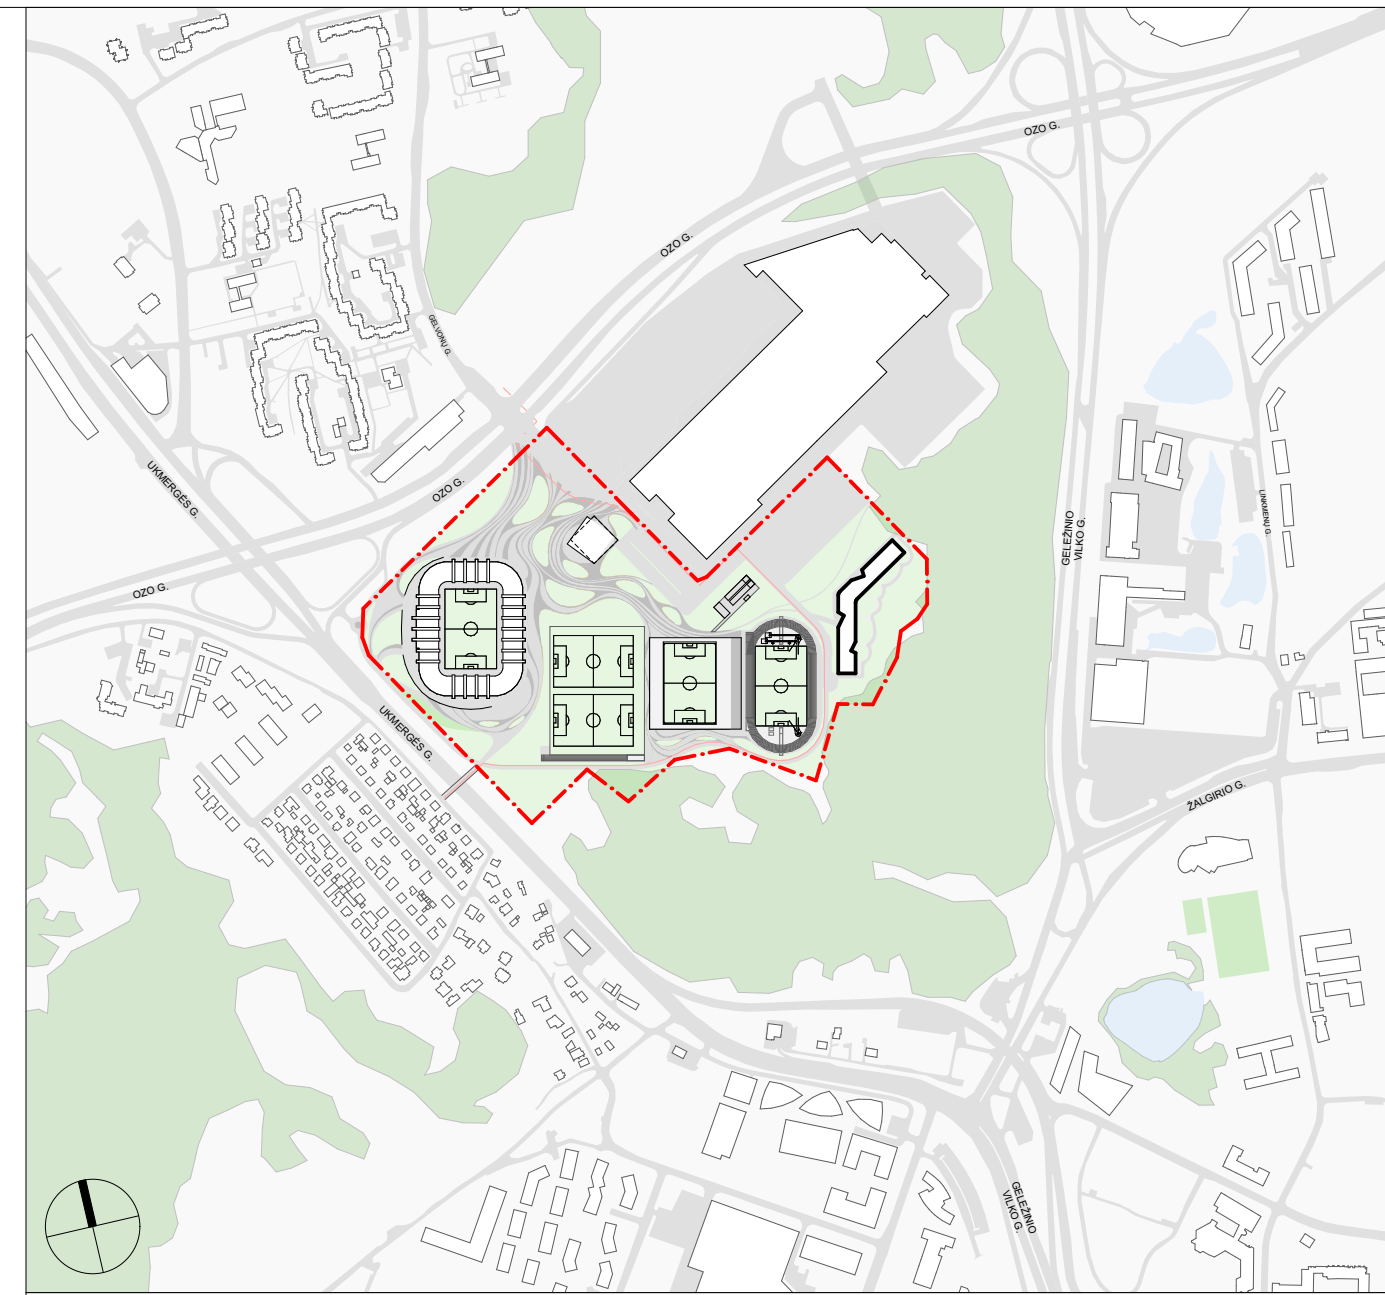 OZO G.
OZO G.
GELVONŲ G.
UKMERGĖS G.
OZO G.
LINKMENŲ G.
GELEŽINIO
VILKO G.
OZO G.
UKMERGĖS G.
ŽALGIRIO G.
GELEŽINIO
VILKO G.